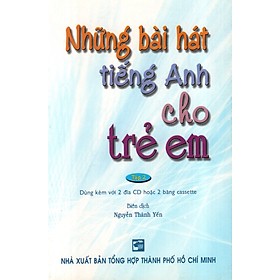 Những bài hát
tiếng Anh
cho
trẻ em
Dùng kèm với 2 đĩa CD hoặc 2 băng cassette
Biên dịch
Nguyễn Thành Yến
NHÀ XUẤT BẢN TỔNG HỢP THÀNH PHỐ HỒ CHÍ MINH